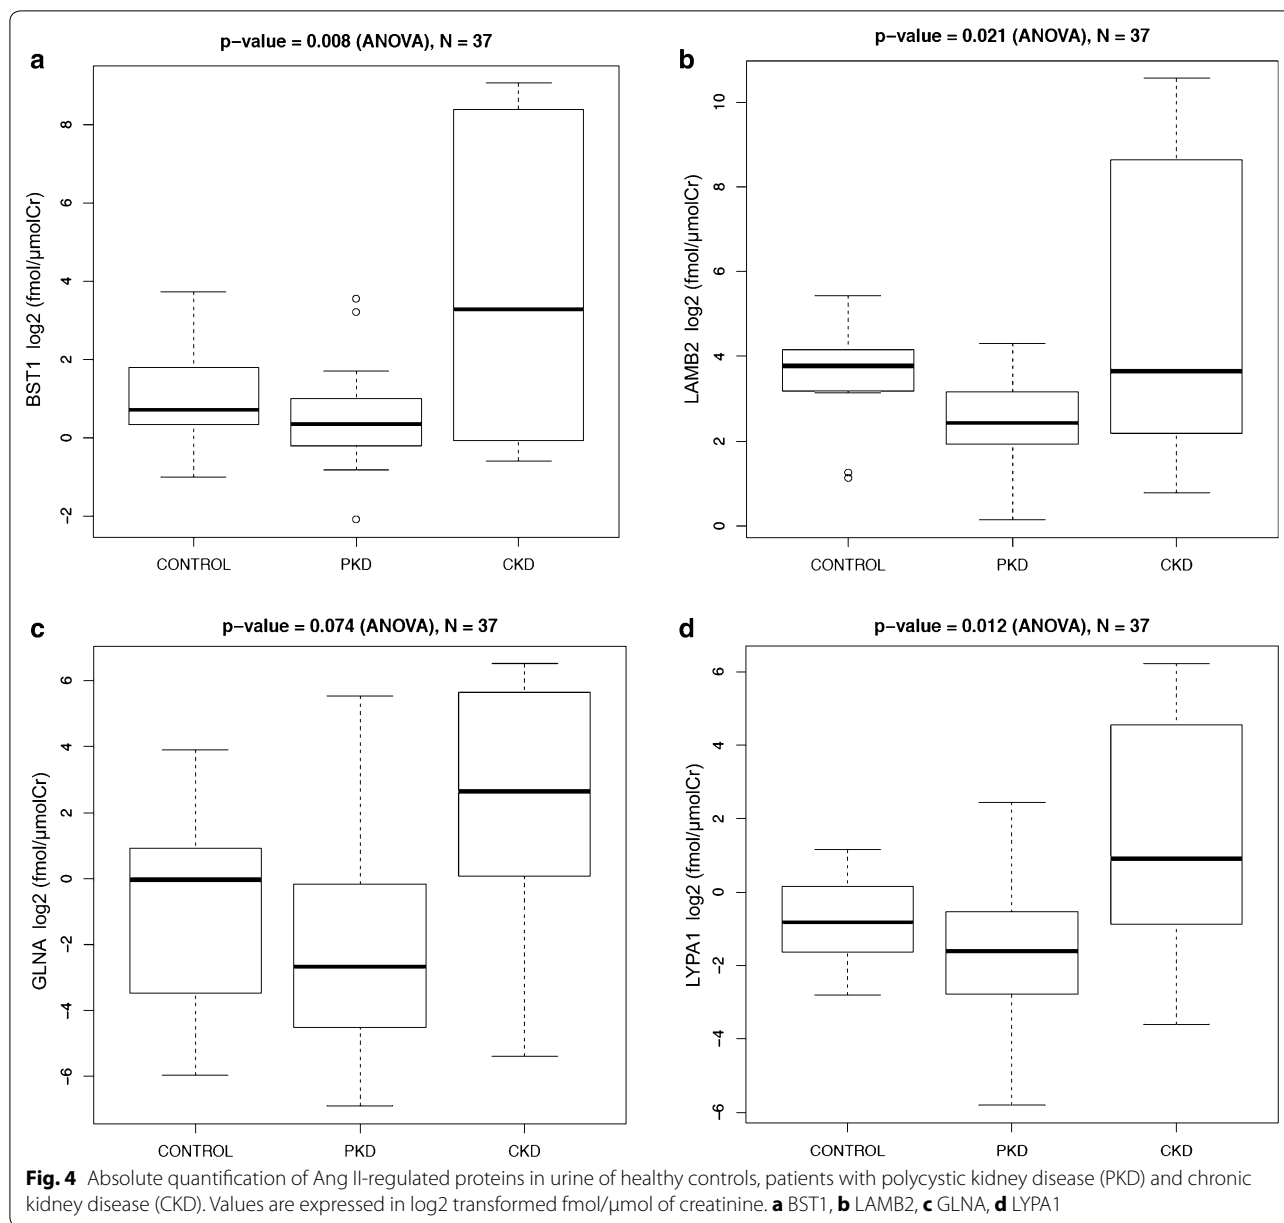 p−value = 0.008 (ANOVA), N = 37
a
BST1 log2 (fmol/μmolCr)
8
6
4
2
0
−2
CONTROL PKD CKD
p−value = 0.021 (ANOVA), N = 37
b
LAMB2 log2 (fmol/μmolCr)
10
8
6
4
2
0
CONTROL PKD CKD
p−value = 0.074 (ANOVA), N = 37
c
GLNA log2 (fmol/μmolCr)
6
4
2
0
−2
−4
−6
CONTROL PKD CKD
p−value = 0.012 (ANOVA), N = 37
d
LYPA1 log2 (fmol/μmolCr)
6
4
2
0
−2
−4
−6
CONTROL PKD CKD
Fig. 4 Absolute quantification of Ang II-regulated proteins in urine of healthy controls, patients with polycystic kidney disease (PKD) and chronic
kidney disease (CKD). Values are expressed in log2 transformed fmol/μmol of creatinine. a BST1, b LAMB2, c GLNA, d LYPA1